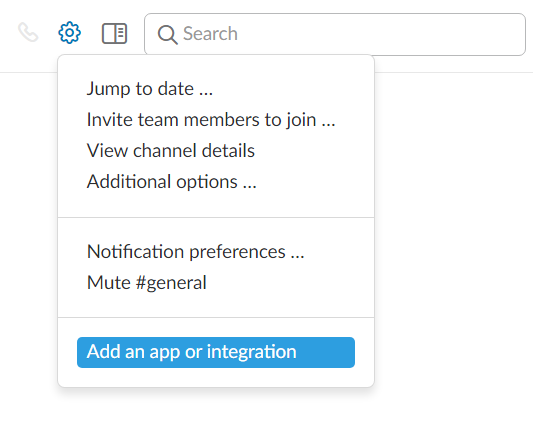 Search
Jump to date ...
Invite team members to join ...
View channel details
Additional options ...
Notification preferences ...
Mute #general
Add an app or integration